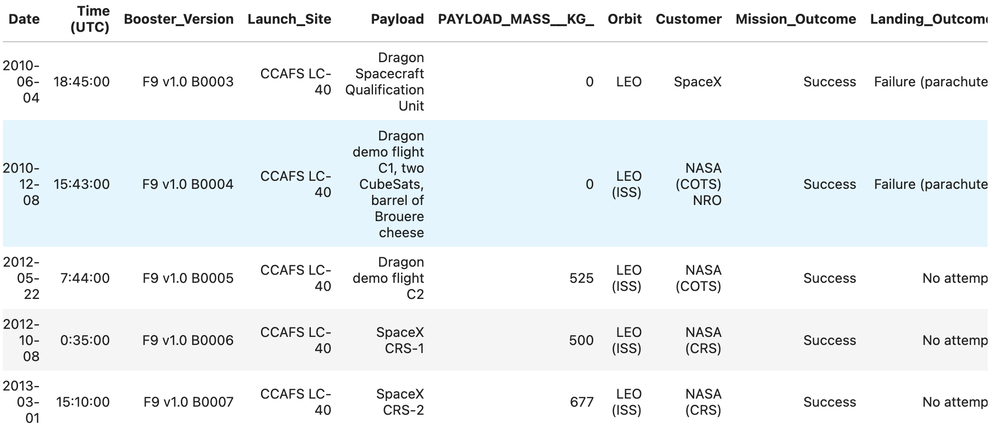 Date Time (UTC) Booster_Version Launch_Site Payload PAYLOAD_MASS__KG_ Orbit Customer Mission_Outcome Landing_Outcome
2010-06-04 18:45:00 F9 v1.0 B0003 CCAFS LC-40 Dragon Spacecraft Qualification Unit 0 LEO SpaceX Success Failure (parachute
2010-12-08 15:43:00 F9 v1.0 B0004 CCAFS LC-40 Dragon demo flight C1, two CubeSats, barrel of Brouere cheese 0 LEO (ISS) NASA (COTS) NRO Success Failure (parachute
2012-05-22 7:44:00 F9 v1.0 B0005 CCAFS LC-40 Dragon demo flight C2 525 LEO (ISS) NASA (COTS) Success No attemp
2012-10-08 0:35:00 F9 v1.0 B0006 CCAFS LC-40 SpaceX CRS-1 500 LEO (ISS) NASA (CRS) Success No attemp
2013-03-01 15:10:00 F9 v1.0 B0007 CCAFS LC-40 SpaceX CRS-2 677 LEO (ISS) NASA (CRS) Success No attemp